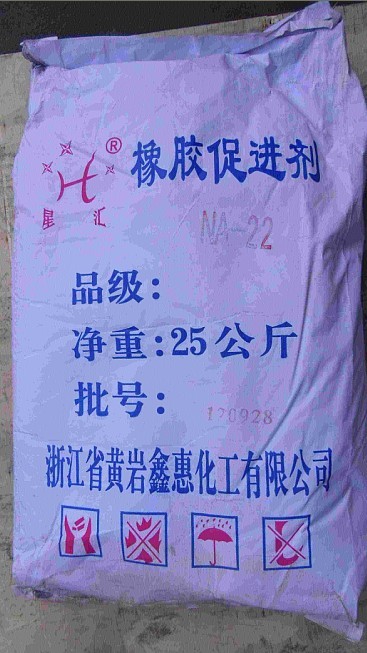 橡胶促进剂
®
星汇
NA-22
品级：
净重：25公斤
批号：120928
浙江省黄岩鑫惠化工有限公司